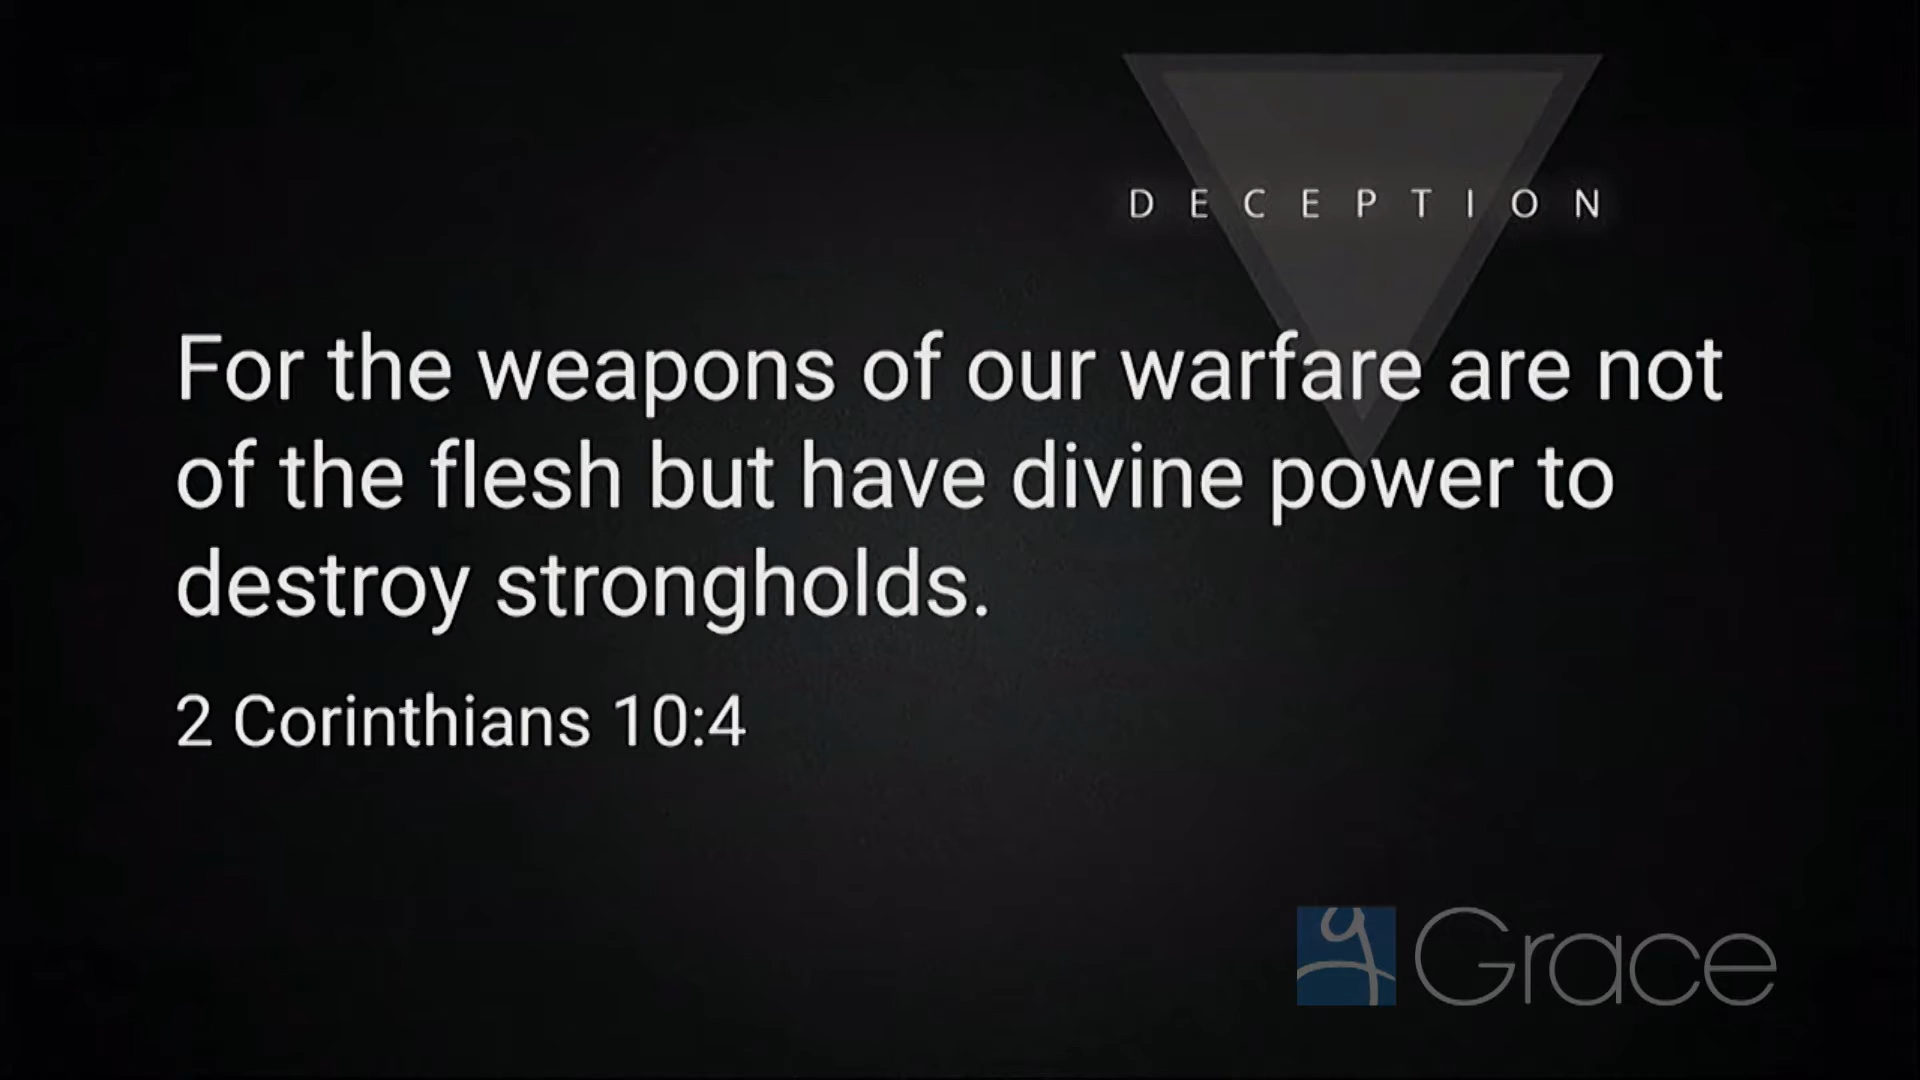 DECEPTION
For the weapons of our warfare are not
of the flesh but have divine power to
destroy strongholds.
2 Corinthians 10:4
Grace